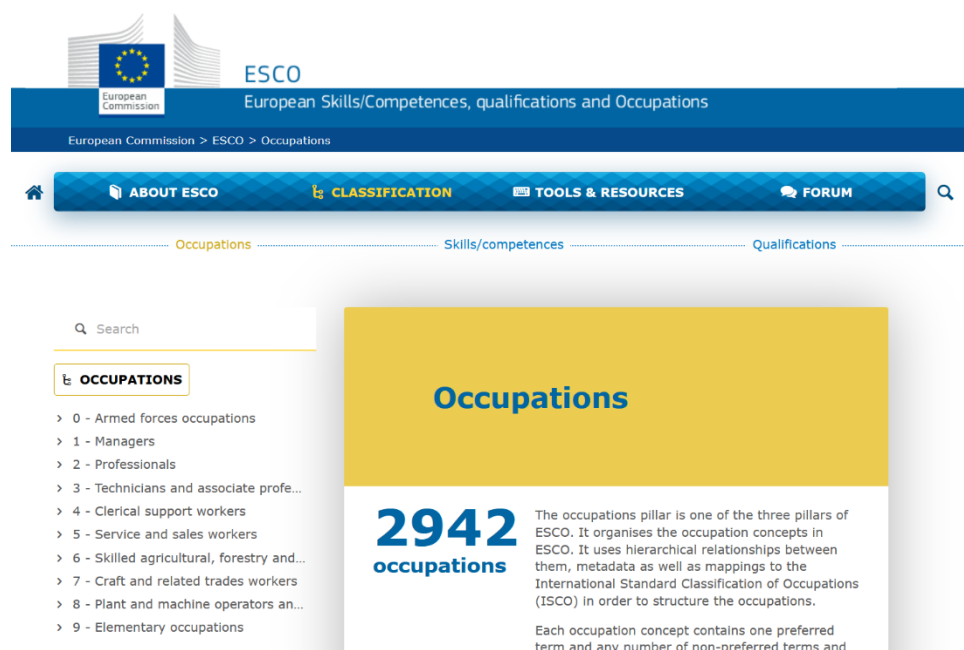 European
Commission
ESCO
European Skills/Competences, qualifications and Occupations
European Commission > ESCO > Occupations
ABOUT ESCO
CLASSIFICATION
TOOLS & RESOURCES
FORUM
Occupations
Skills/competences
Qualifications
Search
OCCUPATIONS
> 0 - Armed forces occupations
> 1 - Managers
> 2 - Professionals
> 3 - Technicians and associate profe...
> 4 - Clerical support workers
> 5 - Service and sales workers
> 6 - Skilled agricultural, forestry and...
> 7 - Craft and related trades workers
> 8 - Plant and machine operators an...
> 9 - Elementary occupations
Occupations
2942
occupations
The occupations pillar is one of the three pillars of
ESCO. It organises the occupation concepts in
ESCO. It uses hierarchical relationships between
them, metadata as well as mappings to the
International Standard Classification of Occupations
(ISCO) in order to structure the occupations.
Each occupation concept contains one preferred
term and any number of non-preferred terms and